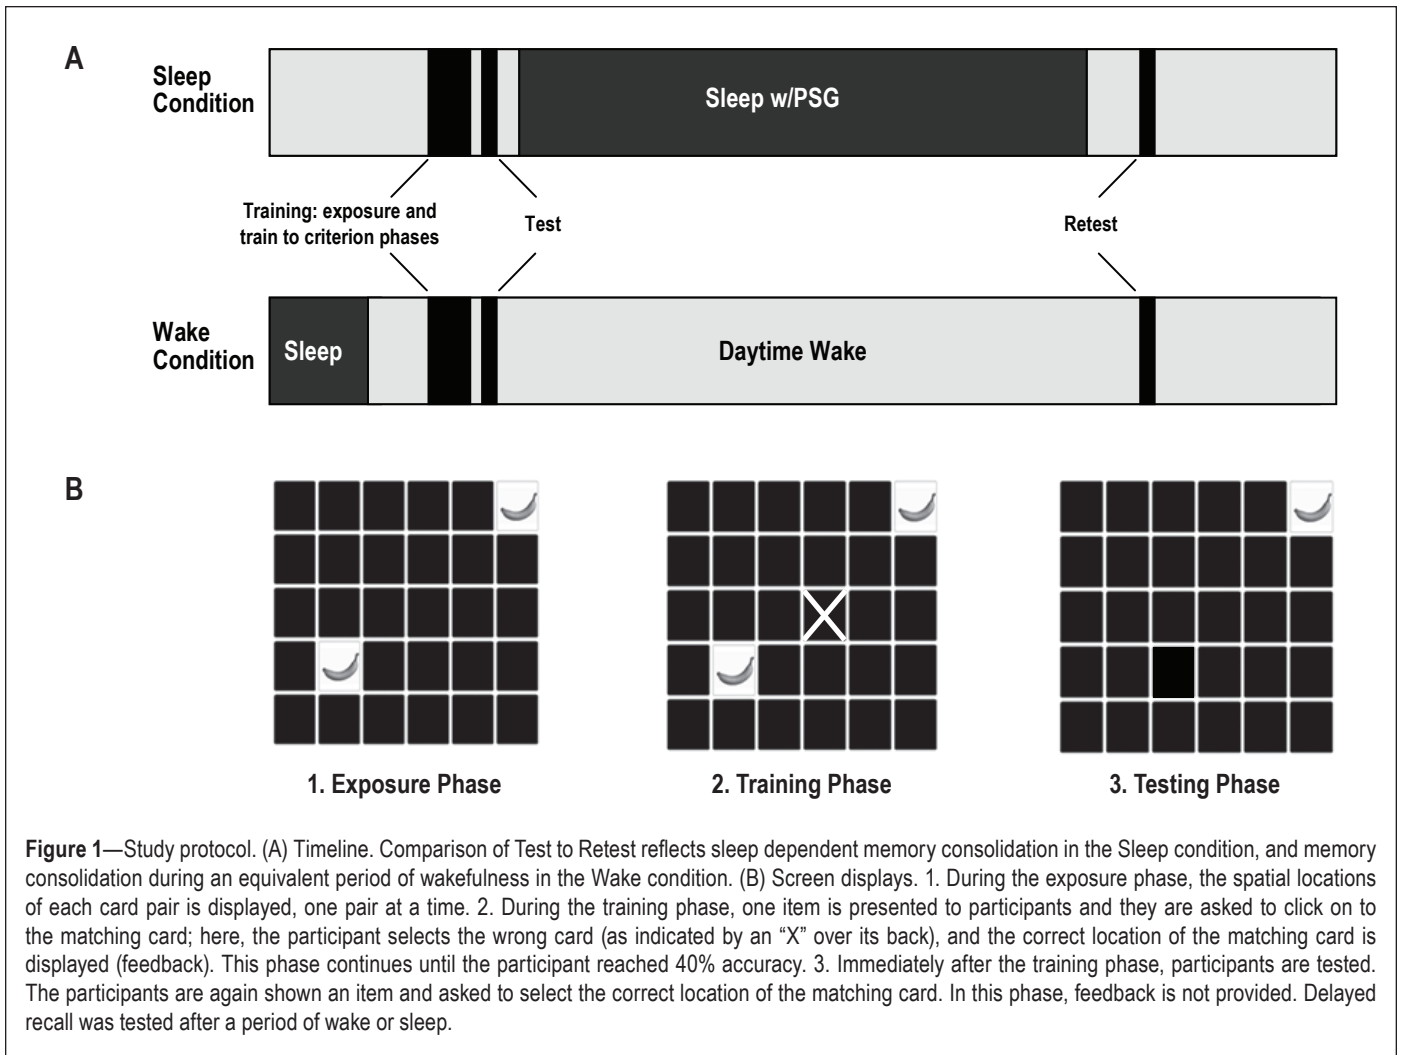 A
Sleep
Condition
Sleep w/PSG
Training: exposure and
train to criterion phases
Test
Retest
Wake
Condition
Sleep
Daytime Wake
B
1. Exposure Phase
2. Training Phase
3. Testing Phase
Figure 1—Study protocol. (A) Timeline. Comparison of Test to Retest reflects sleep dependent memory consolidation in the Sleep condition, and memory
consolidation during an equivalent period of wakefulness in the Wake condition. (B) Screen displays. 1. During the exposure phase, the spatial locations
of each card pair is displayed, one pair at a time. 2. During the training phase, one item is presented to participants and they are asked to click on to
the matching card; here, the participant selects the wrong card (as indicated by an “X” over its back), and the correct location of the matching card is
displayed (feedback). This phase continues until the participant reached 40% accuracy. 3. Immediately after the training phase, participants are tested.
The participants are again shown an item and asked to select the correct location of the matching card. In this phase, feedback is not provided. Delayed
recall was tested after a period of wake or sleep.